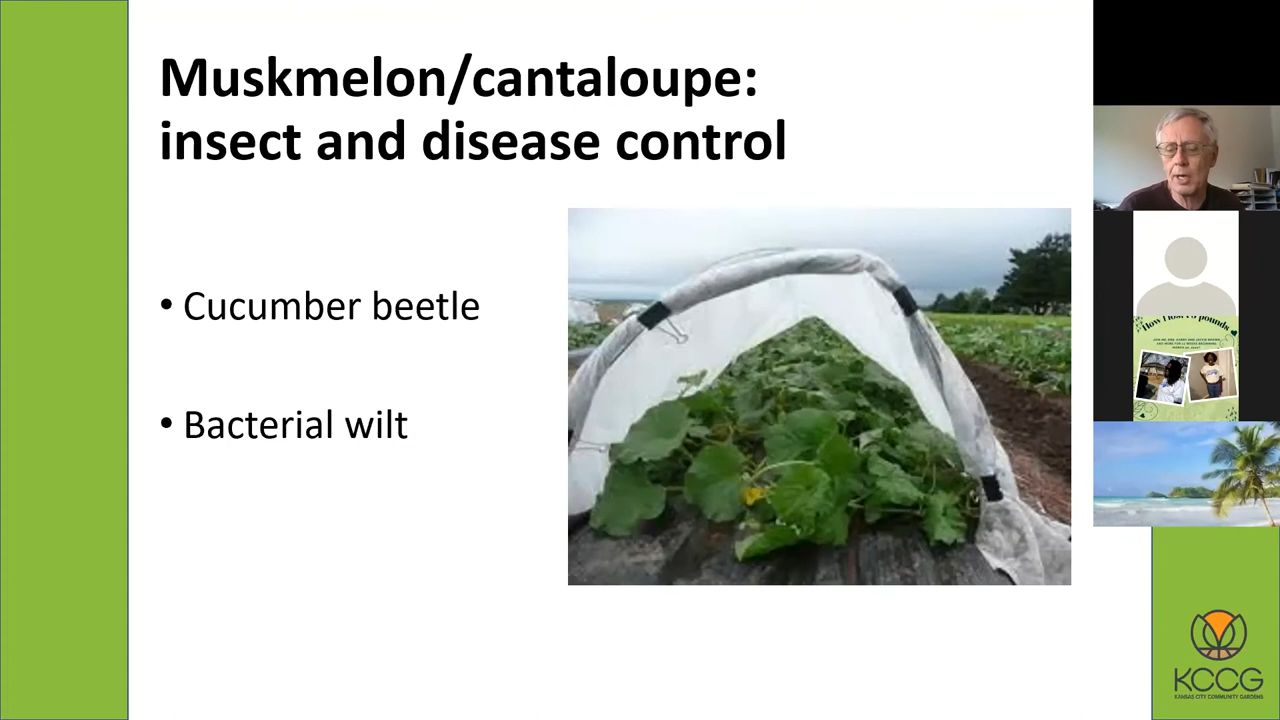 Muskmelon/cantaloupe:
insect and disease control
• Cucumber beetle
• Bacterial wilt
KCCG
KANSAS CITY COMMUNITY GARDENS